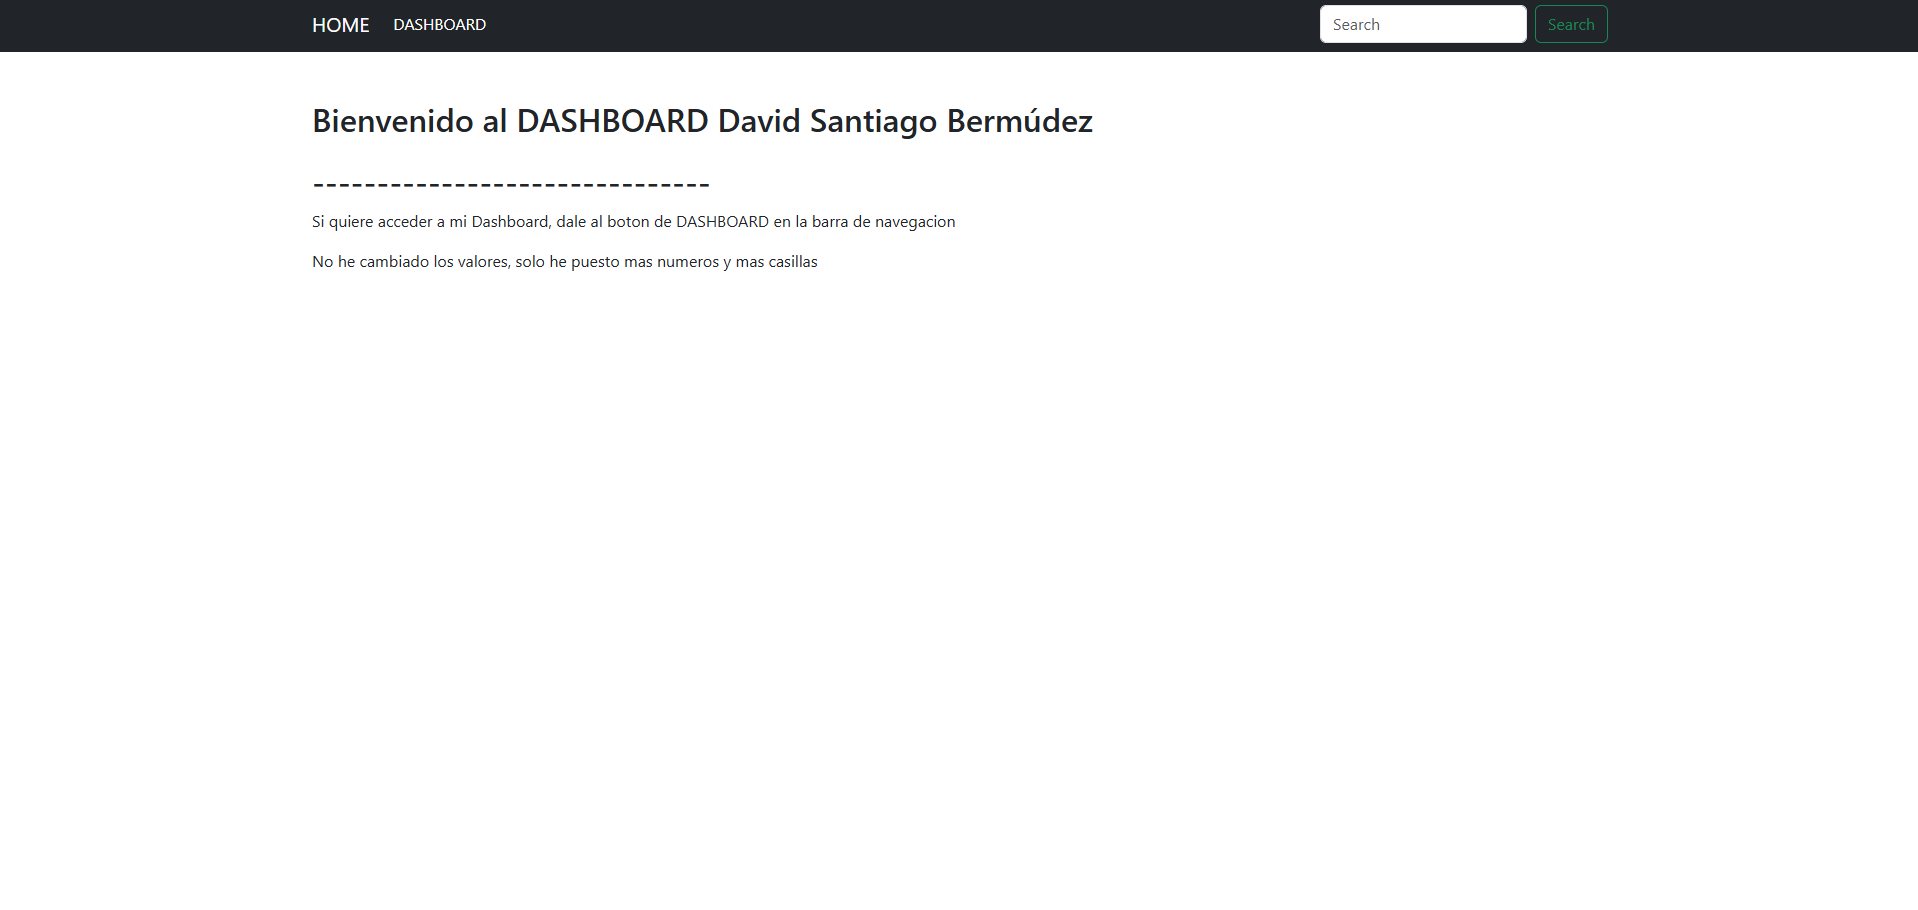 HOME DASHBOARD Search Search
Bienvenido al DASHBOARD David Santiago Bermúdez
-------------------------------
Si quiere acceder a mi Dashboard, dale al boton de DASHBOARD en la barra de navegacion
No he cambiado los valores, solo he puesto mas numeros y mas casillas